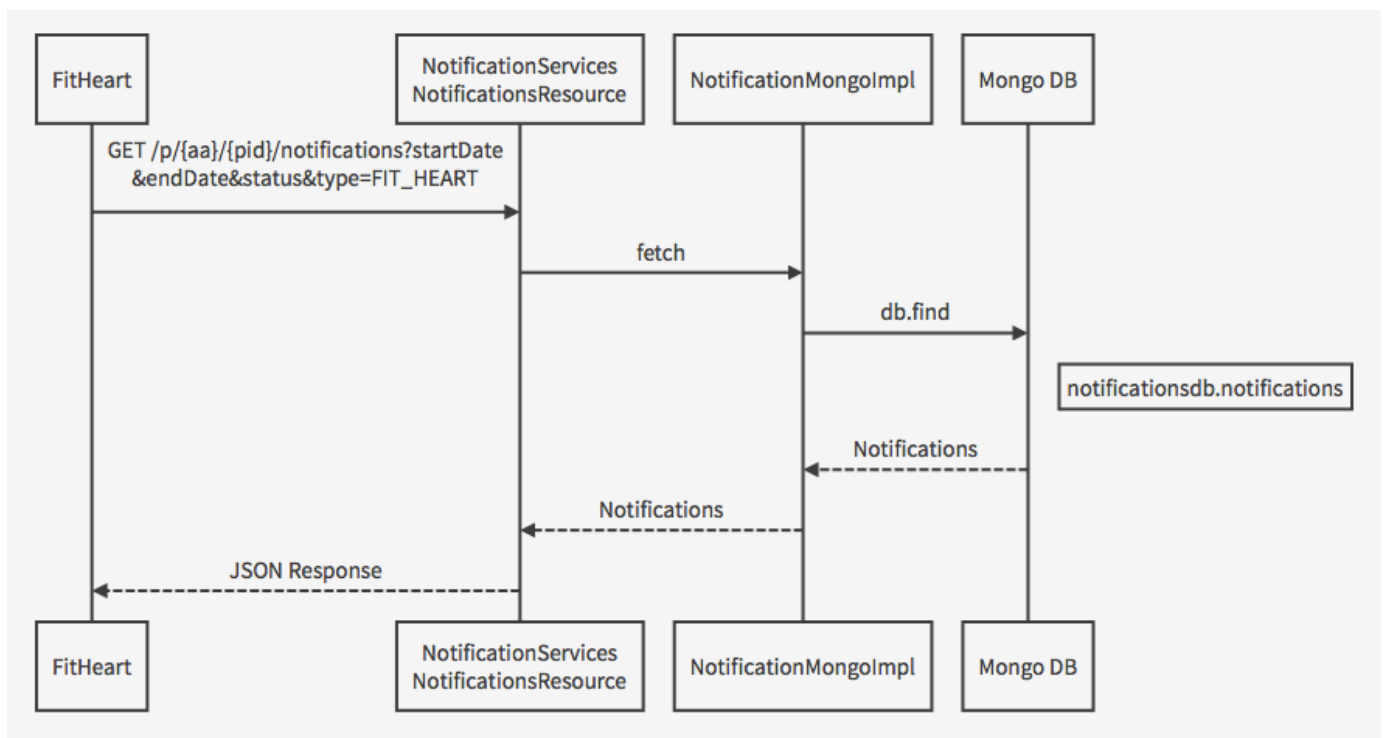 FitHeart
NotificationServices
NotificationsResource
NotificationMongoImpl
Mongo DB
GET /p/{aa}/{pid}/notifications?startDate
&endDate&status&type=FIT_HEART
fetch
db.find
notificationsdb.notifications
Notifications
Notifications
JSON Response
FitHeart
NotificationServices
NotificationsResource
NotificationMongoImpl
Mongo DB